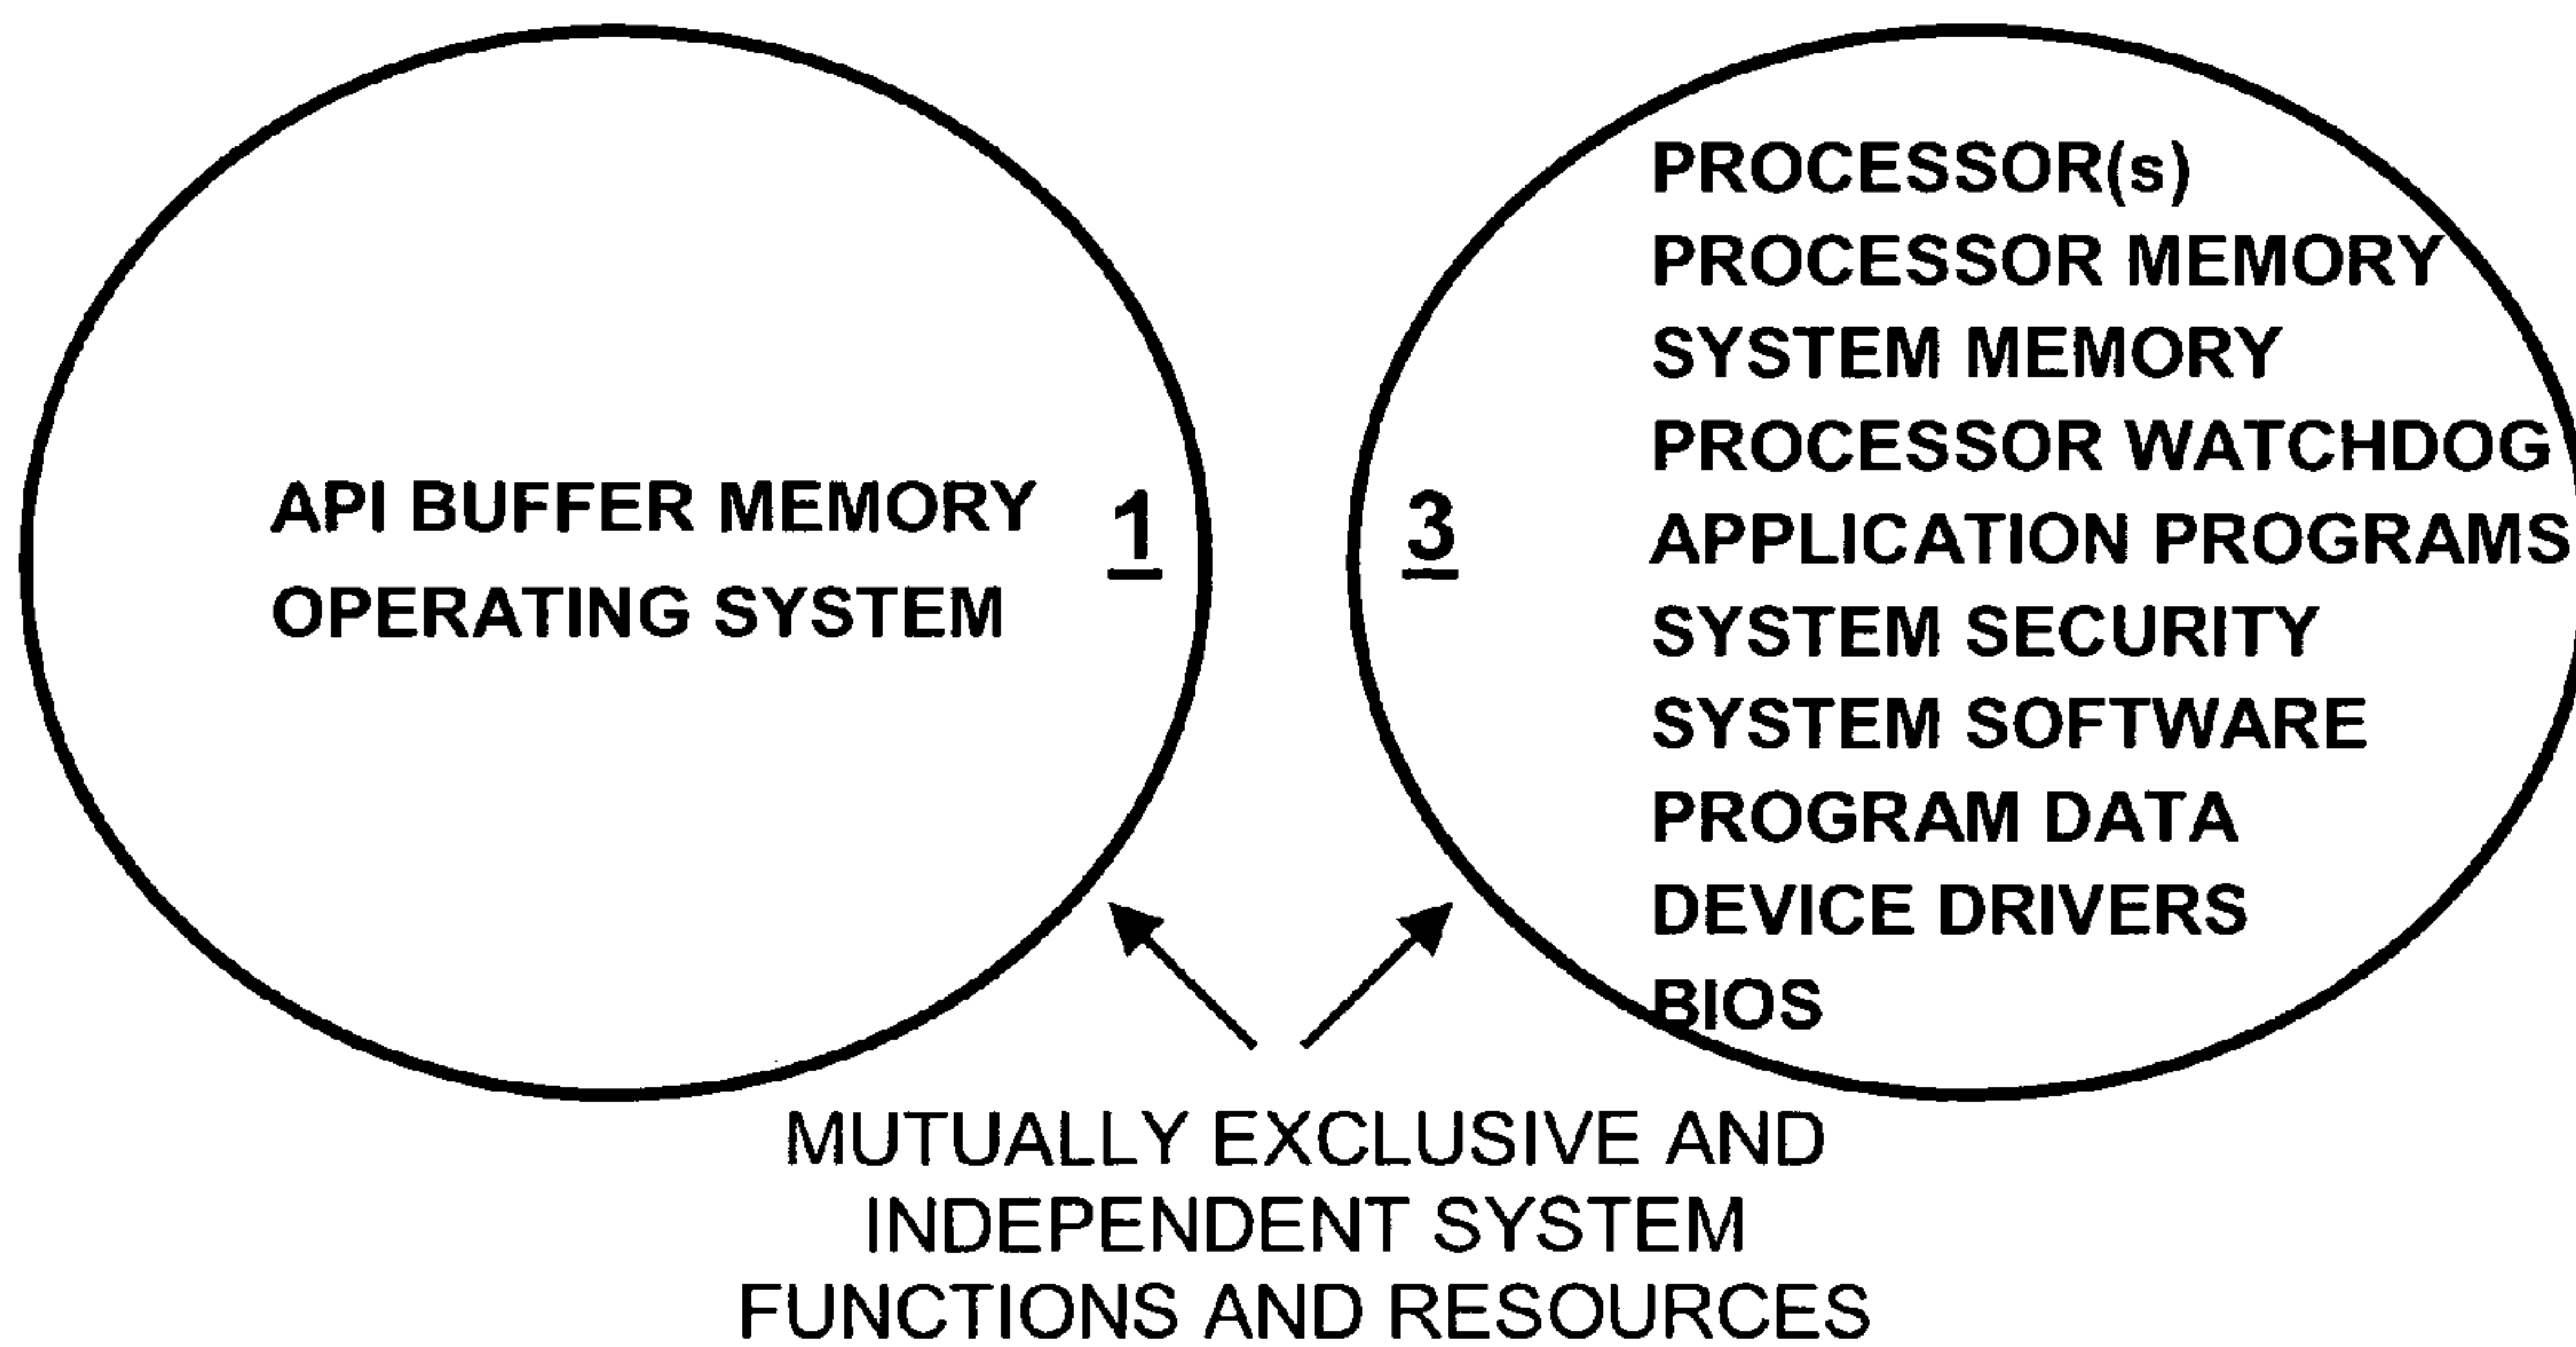 API BUFFER MEMORY
OPERATING SYSTEM
1
3
PROCESSOR(s)
PROCESSOR MEMORY
SYSTEM MEMORY
PROCESSOR WATCHDOG
APPLICATION PROGRAMS
SYSTEM SECURITY
SYSTEM SOFTWARE
PROGRAM DATA
DEVICE DRIVERS
BIOS
MUTUALLY EXCLUSIVE AND
INDEPENDENT SYSTEM
FUNCTIONS AND RESOURCES